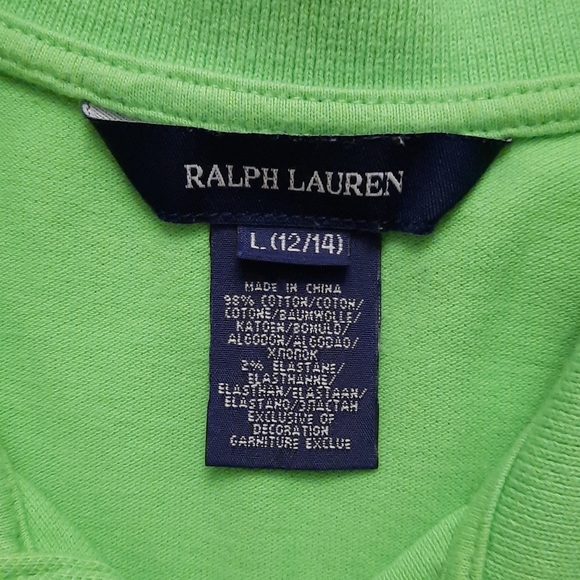 RALPH LAUREN
L (12/14)
MADE IN CHINA
98% COTTON/COTON/
COTONE/BAUMWOLLE/
KATOEN/BOMULD/
ALGODON/ALGODAO/
ХЛОПОК
2% ELASTANE/
ELASTHANNE/
ELASTHAN/ELASTAAN/
ELASTANO/ЭЛАСТАН
EXCLUSIVE OF
DECORATION
GARNITURE EXCLUE